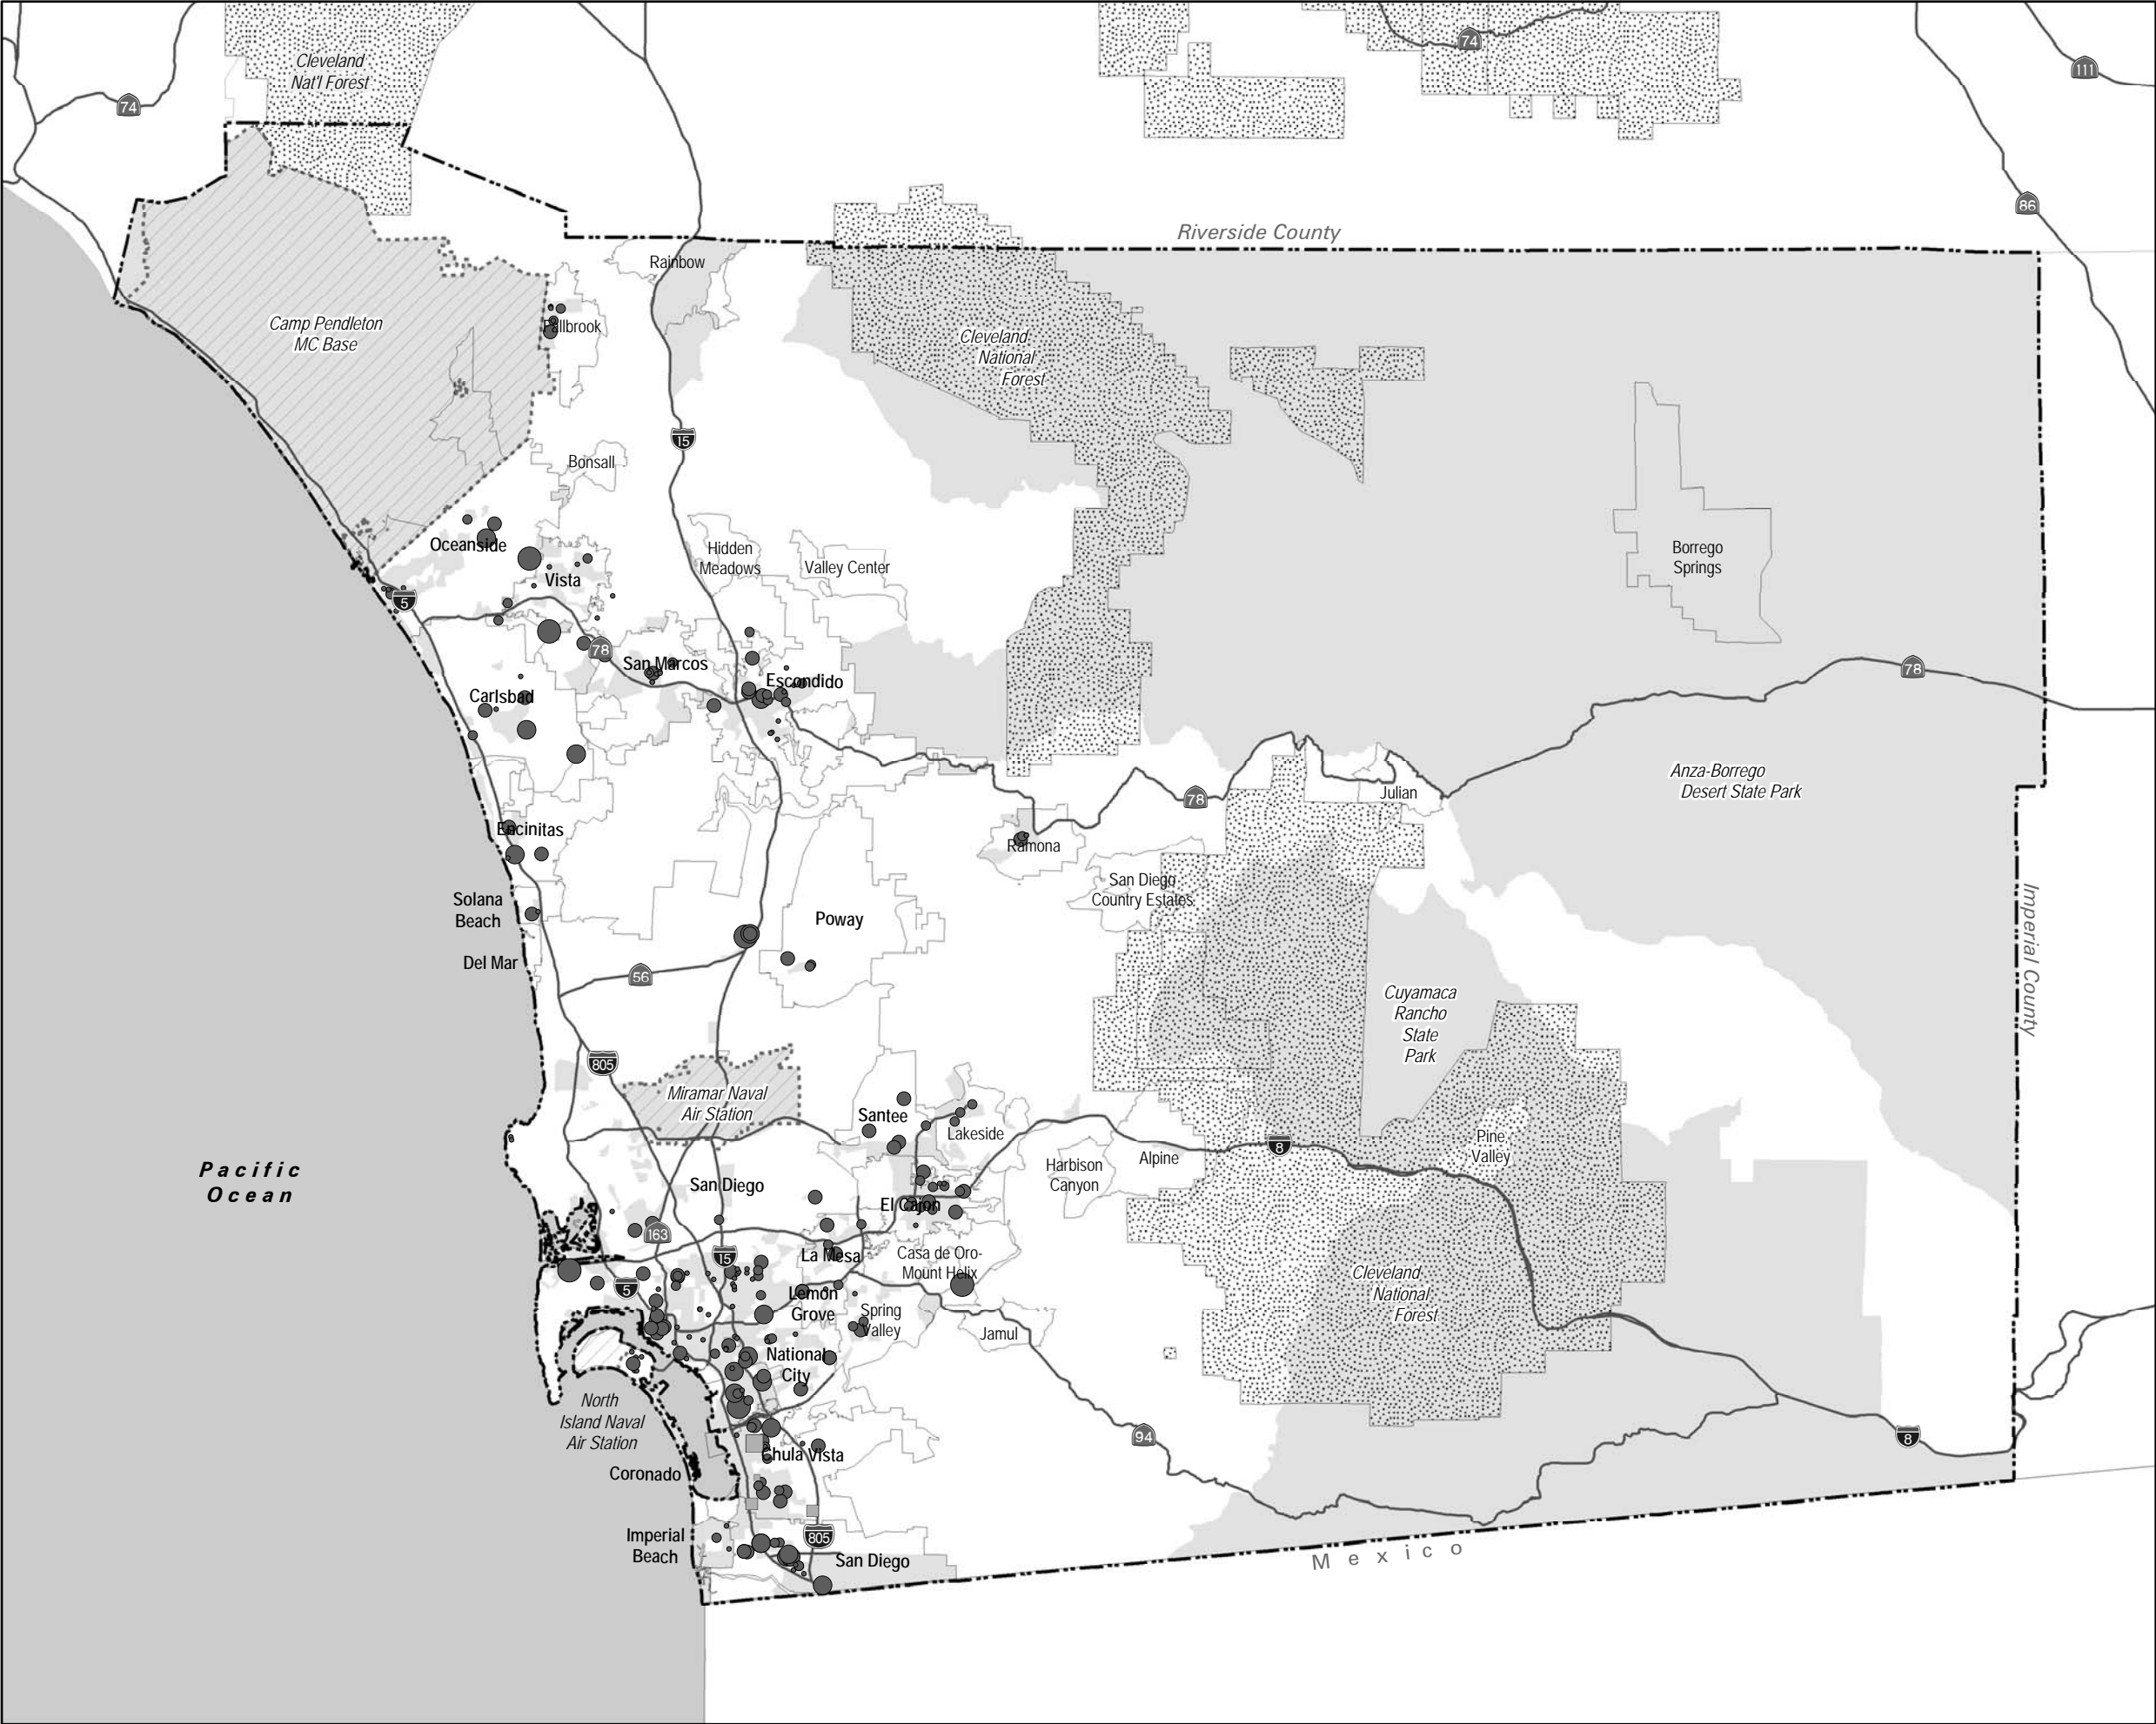 74
111
Cleveland
Nat'l Forest
74
86
Riverside County
Rainbow
Camp Pendleton
MC Base
Fallbrook
Cleveland
National
Forest
15
Bonsall
Oceanside
Hidden
Meadows
Valley Center
Borrego
Springs
Vista
5
78
San Marcos
78
Escondido
Carlsbad
Anza-Borrego
Desert State Park
78
Julian
Encinitas
Ramona
San Diego
Country Estates
Solana
Beach
Poway
Imperial County
Del Mar
56
Cuyamaca
Rancho
State
Park
805
Miramar Naval
Air Station
Santee
Lakeside
Pine
Valley
8
Alpine
Harbison
Canyon
Pacific
Ocean
San Diego
El Cajon
163
15
La Mesa
Casa de Oro-
Mount Helix
Cleveland
National
Forest
5
Lemon
Grove
Spring
Valley
Jamul
National
City
North
Island Naval
Air Station
94
8
Chula Vista
Coronado
Imperial
Beach
805
San Diego
Mexico